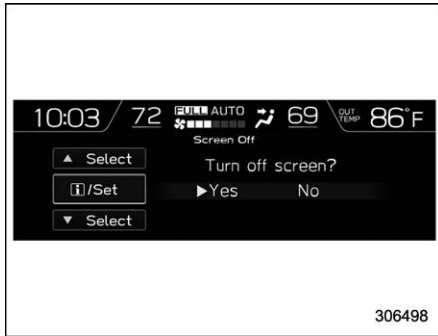 10:03 72 FULL AUTO 69 OUT TEMP 86°F
Screen Off
▲ Select
Turn off screen?
i/Set
▶Yes No
▼ Select
306498